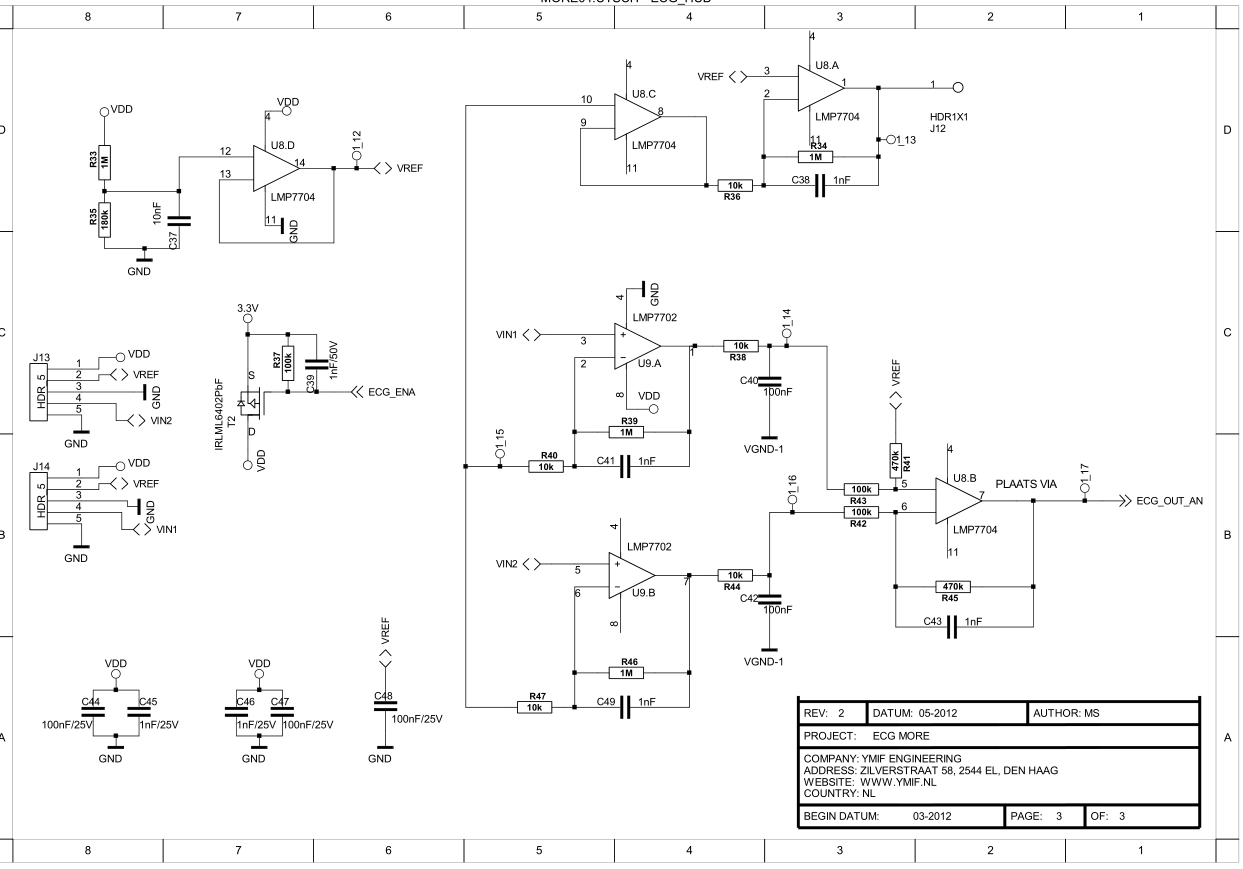 8 7 6 5 4 3 2 1
D
C
B
A
VDD
R33
1M
R35
180k
10nF
C37
GND
VDD
4
12
13
U8.D
14
LMP7704
11
GND
1_12
VREF
4
10
9
U8.C
8
LMP7704
11
VREF
4
3
2
U8.A
1
LMP7704
11
1
HDR1X1
J12
1_13
R34
1M
C38
1nF
10k
R36
J13
HDR_5
1
2
3
4
5
VDD
VREF
GND
VIN2
GND
J14
HDR_5
1
2
3
4
5
VDD
VREF
GND
VIN1
GND
3.3V
S
R37
100k
C39
1nF/50V
ECG_ENA
IRLML6402PbF
T2
D
VDD
4
GND
LMP7702
VIN1
3
2
+
−
1
U9.A
8
VDD
R39
1M
C41
1nF
R40
10k
1_15
10k
R38
1_14
C40
100nF
VGND-1
VREF
470k
R41
1_16
100k
R43
100k
R42
4
5
6
U8.B
7
LMP7704
11
PLAATS VIA
1_17
ECG_OUT_AN
470k
R45
C43
1nF
4
LMP7702
VIN2
5
6
+
−
7
U9.B
8
10k
R44
C42
100nF
VGND-1
R46
1M
C49
1nF
R47
10k
VDD
C44
C45
100nF/25V
1nF/25V
GND
VDD
C46
C47
1nF/25V
100nF/25V
GND
VREF
C48
100nF/25V
GND
REV: 2 DATUM: 05-2012 AUTHOR: MS
PROJECT: ECG MORE
COMPANY: YMIF ENGINEERING
ADDRESS: ZILVERSTRAAT 58, 2544 EL, DEN HAAG
WEBSITE: WWW.YMIF.NL
COUNTRY: NL
BEGIN DATUM: 03-2012 PAGE: 3 OF: 3
D
C
B
A
8 7 6 5 4 3 2 1